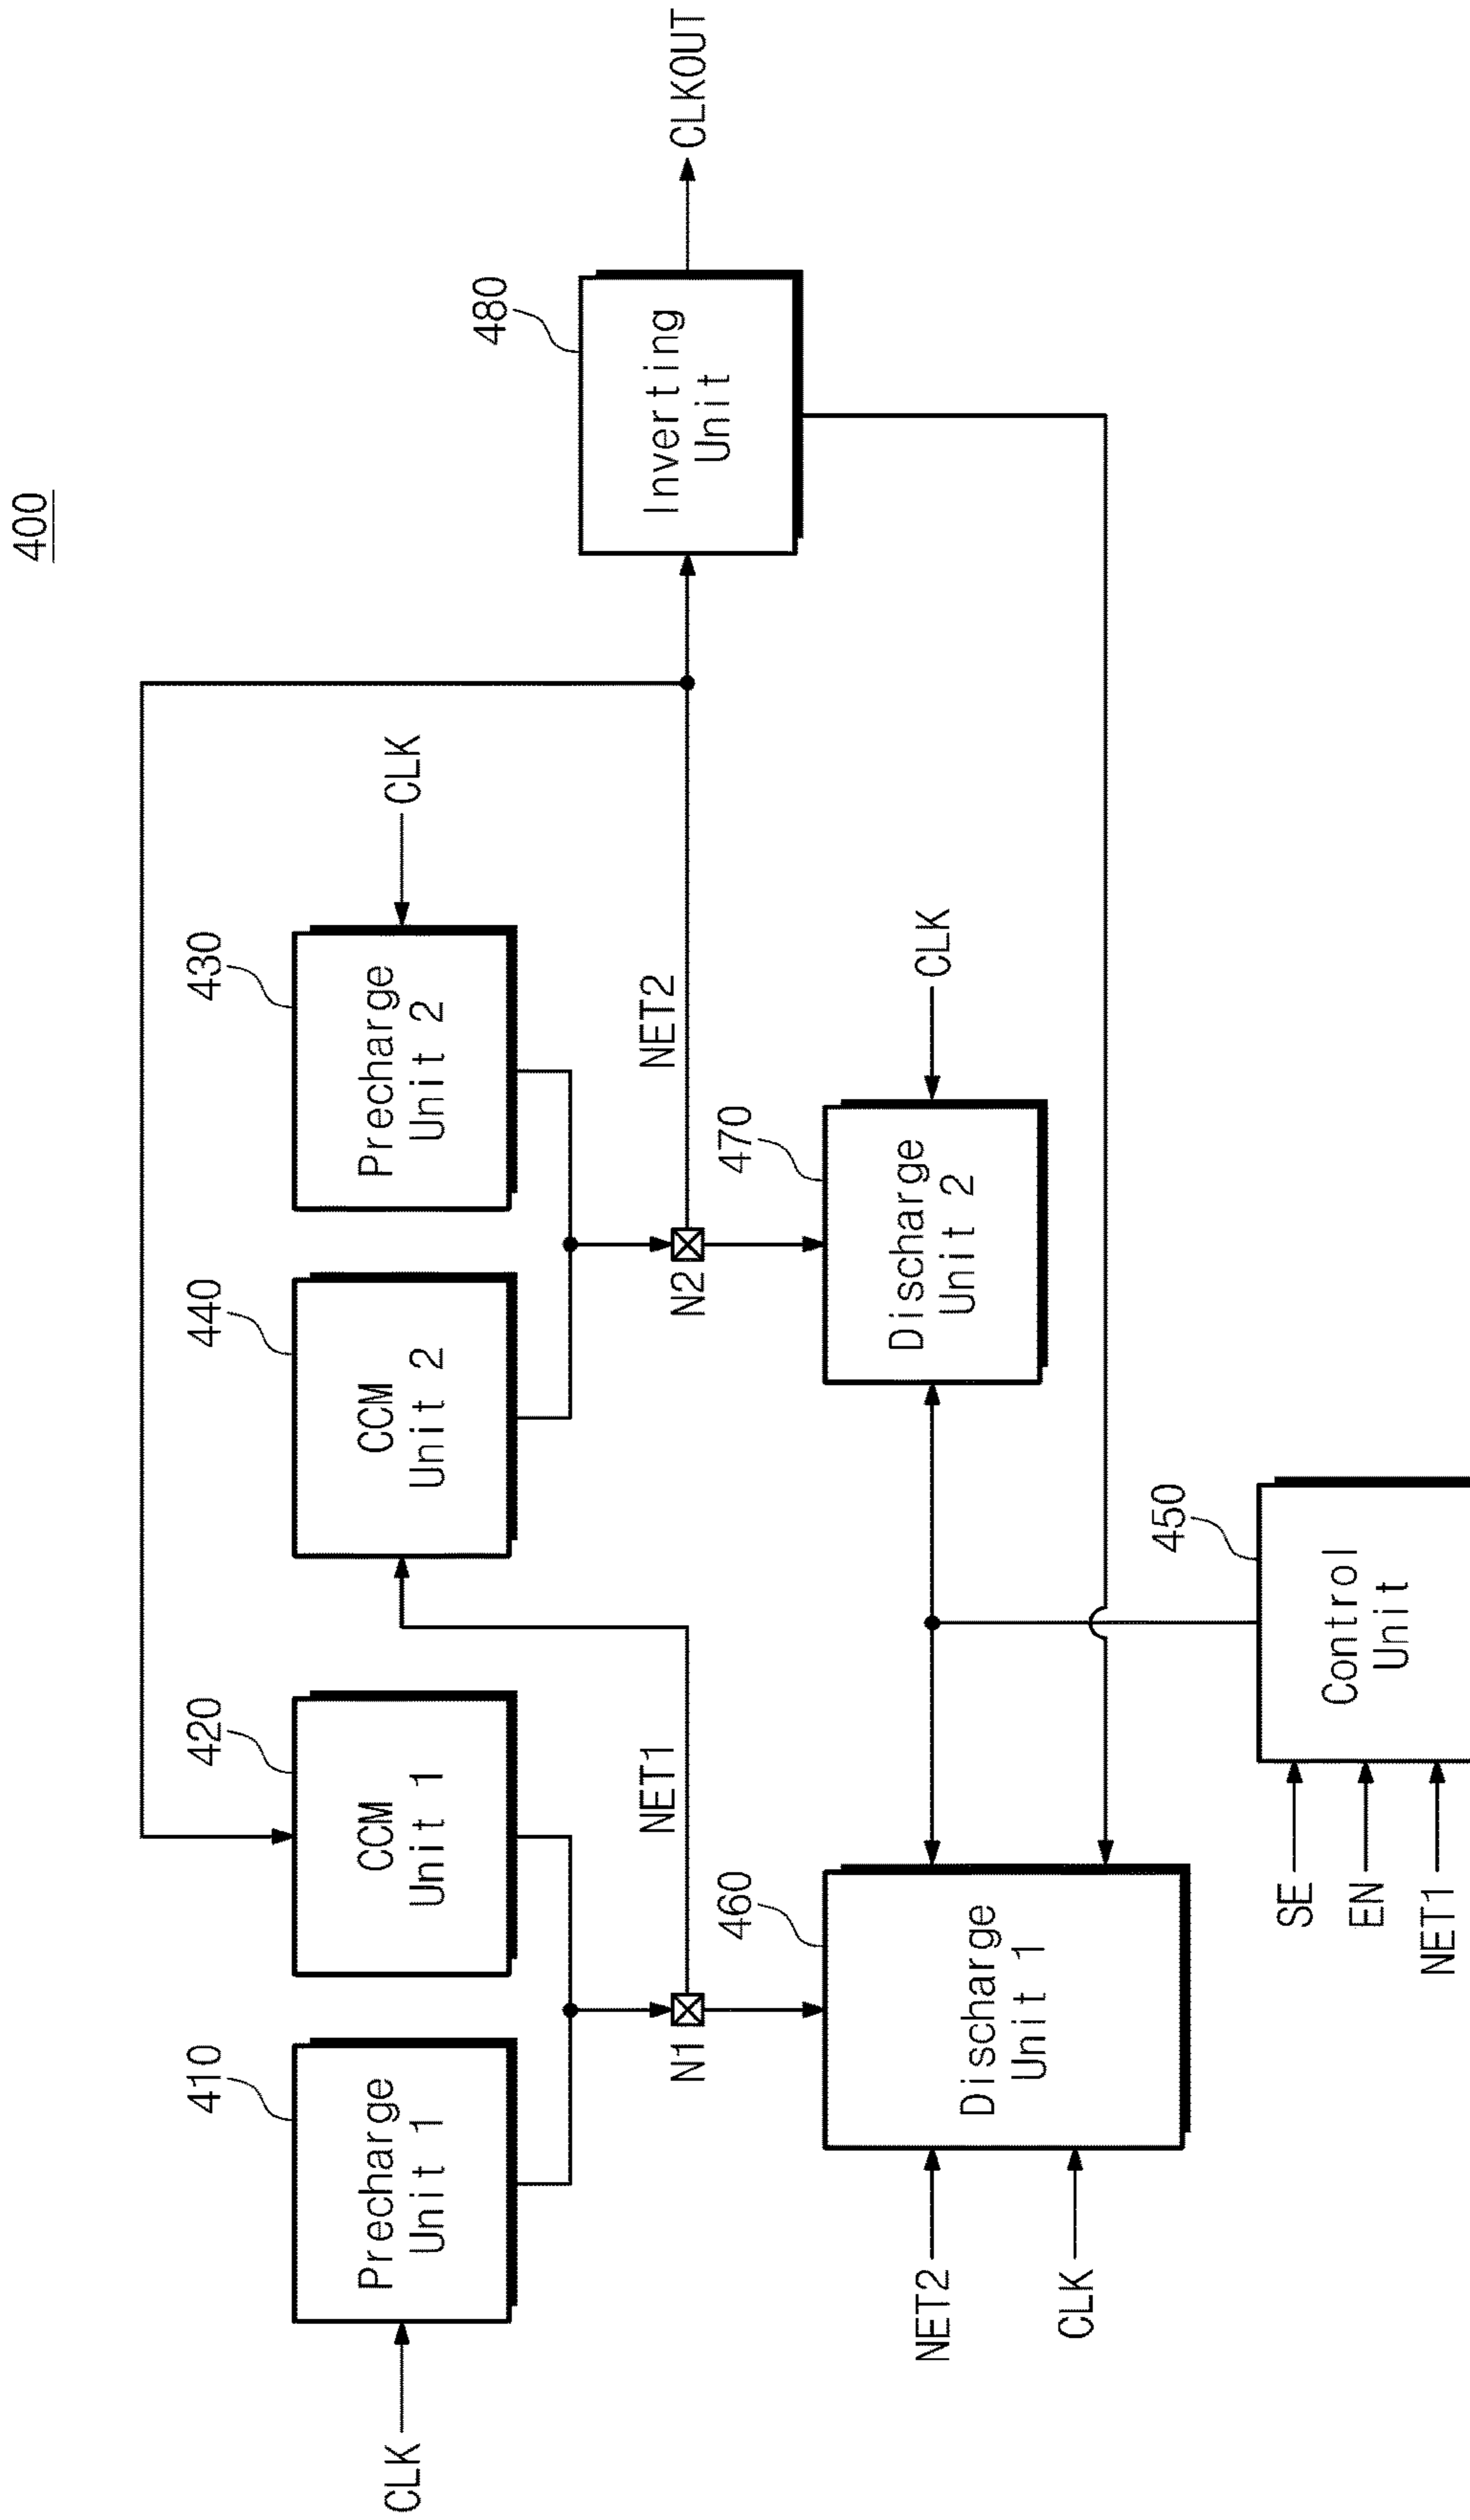 400
410
420
440
430
CLK
Precharge
Unit 1
CCM
Unit 1
CCM
Unit 2
Precharge
Unit 2
CLK
480
N1
NET1
N2
NET2
Inverting
Unit
CLKOUT
460
470
NET2
CLK
Discharge
Unit 1
Discharge
Unit 2
CLK
450
SE
EN
NET1
Control
Unit